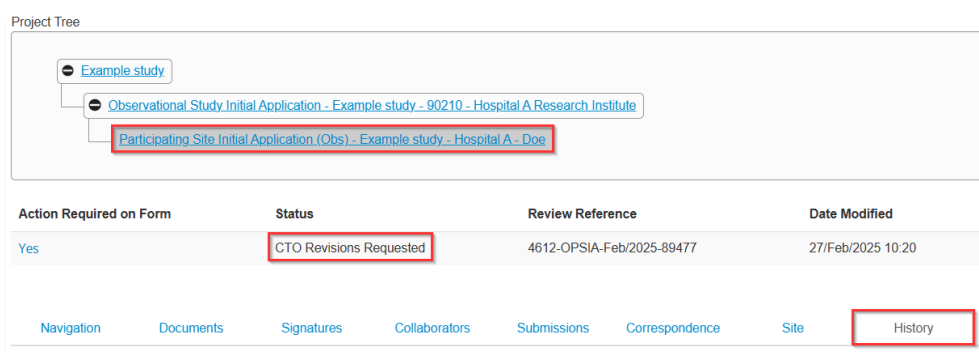 Project Tree
Example study
Observational Study Initial Application - Example study - 90210 - Hospital A Research Institute
Participating Site Initial Application (Obs) - Example study - Hospital A - Doe
Action Required on Form Status Review Reference Date Modified
Yes CTO Revisions Requested 4612-OPSIA-Feb/2025-89477 27/Feb/2025 10:20
Navigation Documents Signatures Collaborators Submissions Correspondence Site History